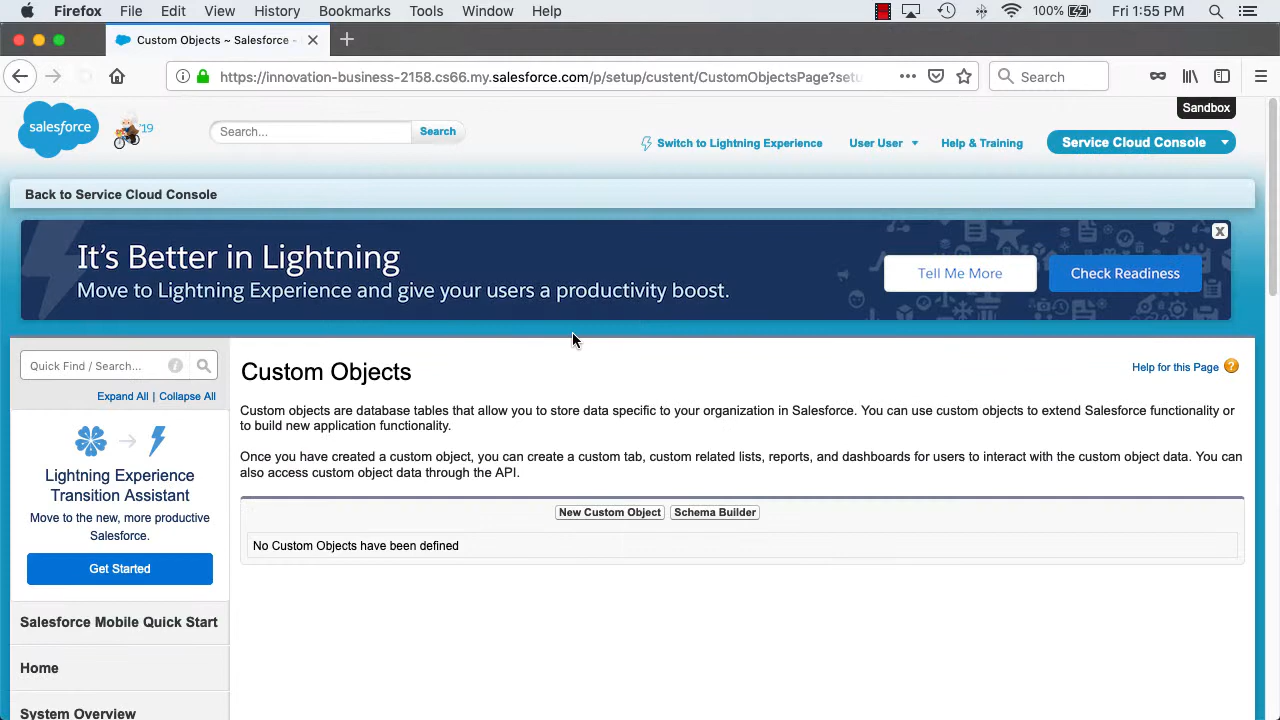 Firefox File Edit View History Bookmarks Tools Window Help 100% Fri 1:55 PM
Custom Objects ~ Salesforce -
https://innovation-business-2158.cs66.my.salesforce.com/p/setup/custent/CustomObjectsPage?setu
Search
Sandbox
salesforce
'19
Search...
Search
Switch to Lightning Experience
User User
Help & Training
Service Cloud Console
Back to Service Cloud Console
It's Better in Lightning
Move to Lightning Experience and give your users a productivity boost.
Tell Me More
Check Readiness
X
Quick Find / Search...
i
Expand All | Collapse All
Lightning Experience
Transition Assistant
Move to the new, more productive
Salesforce.
Get Started
Salesforce Mobile Quick Start
Home
System Overview
Custom Objects
Help for this Page ?
Custom objects are database tables that allow you to store data specific to your organization in Salesforce. You can use custom objects to extend Salesforce functionality or
to build new application functionality.
Once you have created a custom object, you can create a custom tab, custom related lists, reports, and dashboards for users to interact with the custom object data. You can
also access custom object data through the API.
New Custom Object
Schema Builder
No Custom Objects have been defined